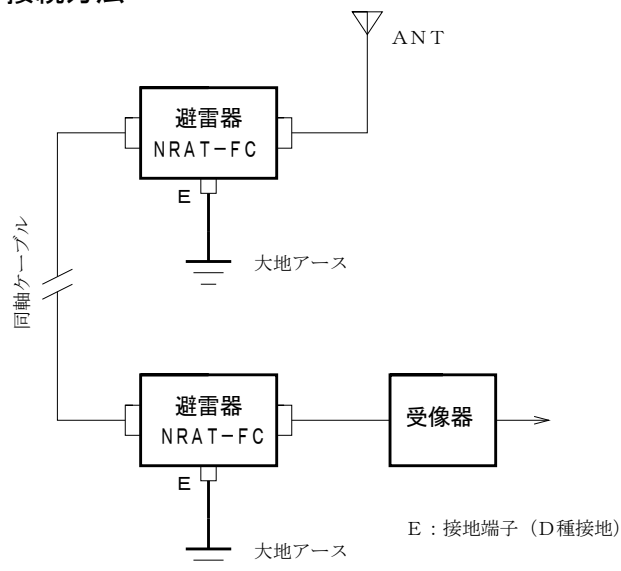 接続方法
ANT
避雷器
NRAT-FC
E
大地アース
同軸ケーブル
避雷器
NRAT-FC
受像器
E
E:接地端子(D種接地)
大地アース